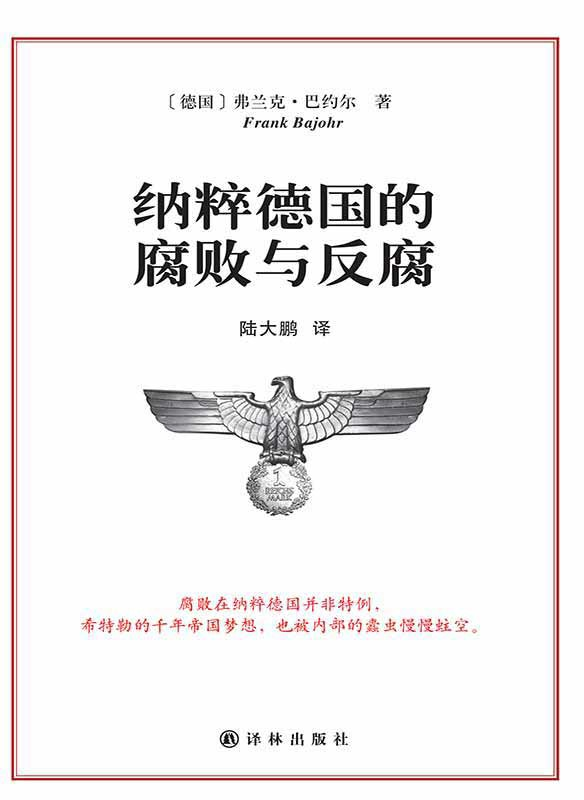 〔德国〕弗兰克·巴约尔 著
Frank Bajohr
纳粹德国的
腐败与反腐
陆大鹏 译
1
REICHS
MARK
腐败在纳粹德国并非特例，
希特勒的千年帝国梦想，也被内部的蠹虫慢慢蛀空。
译林出版社